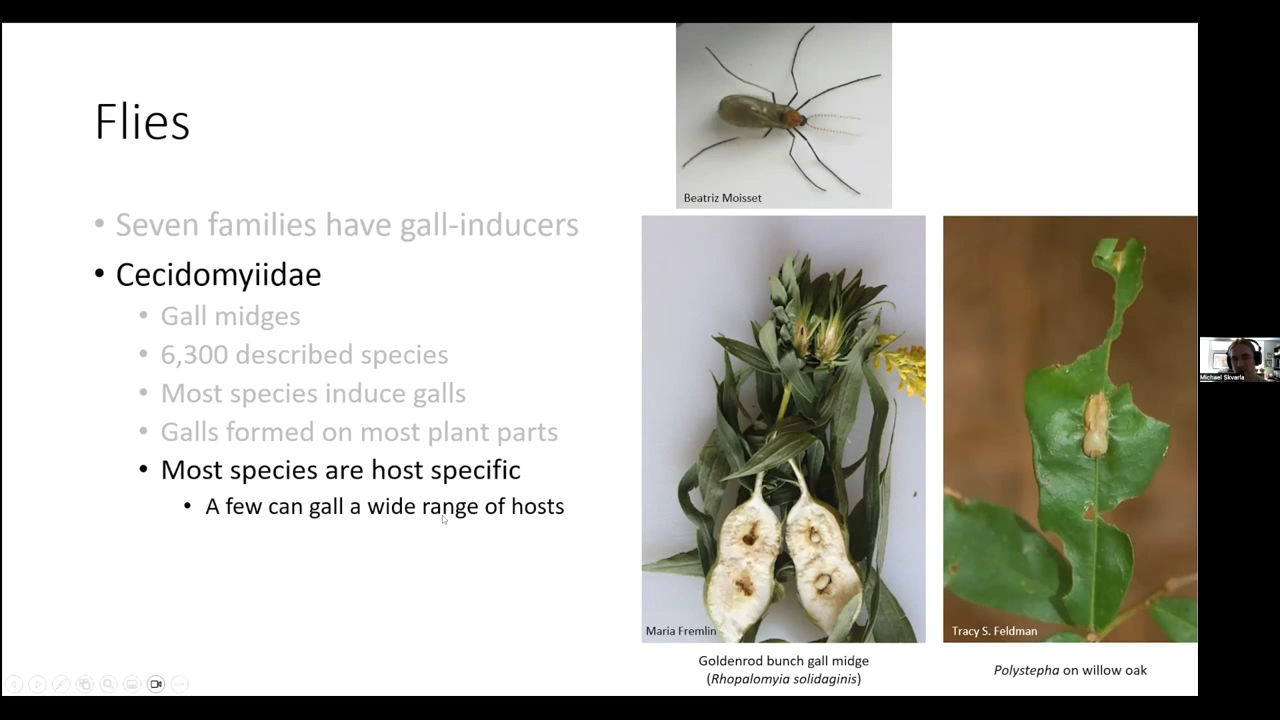 Flies
• Seven families have gall-inducers
• Cecidomyiidae
• Gall midges
• 6,300 described species
• Most species induce galls
• Galls formed on most plant parts
• Most species are host specific
• A few can gall a wide range of hosts
Beatriz Moisset
Maria Fremlin
Goldenrod bunch gall midge
(Rhopalomyia solidaginis)
Tracy S. Feldman
Polystepha on willow oak
Michael Skvarla